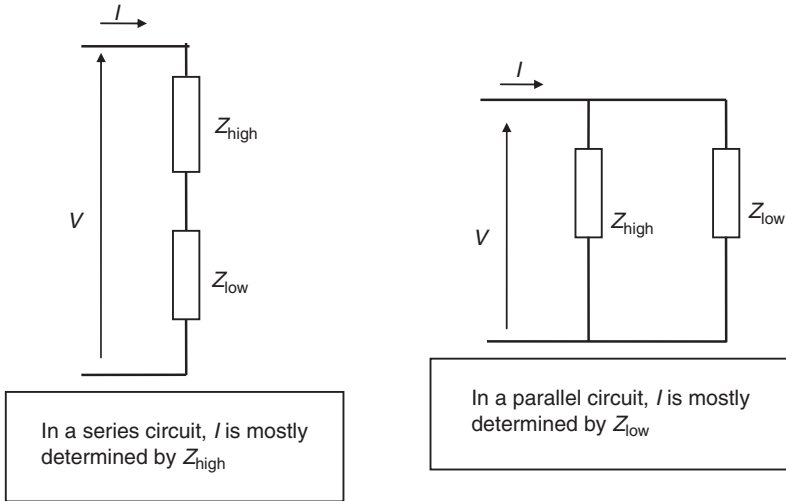 I
Z_high
V
Z_low
In a series circuit, I is mostly
determined by Z_high
I
Z_high
Z_low
V
In a parallel circuit, I is mostly
determined by Z_low